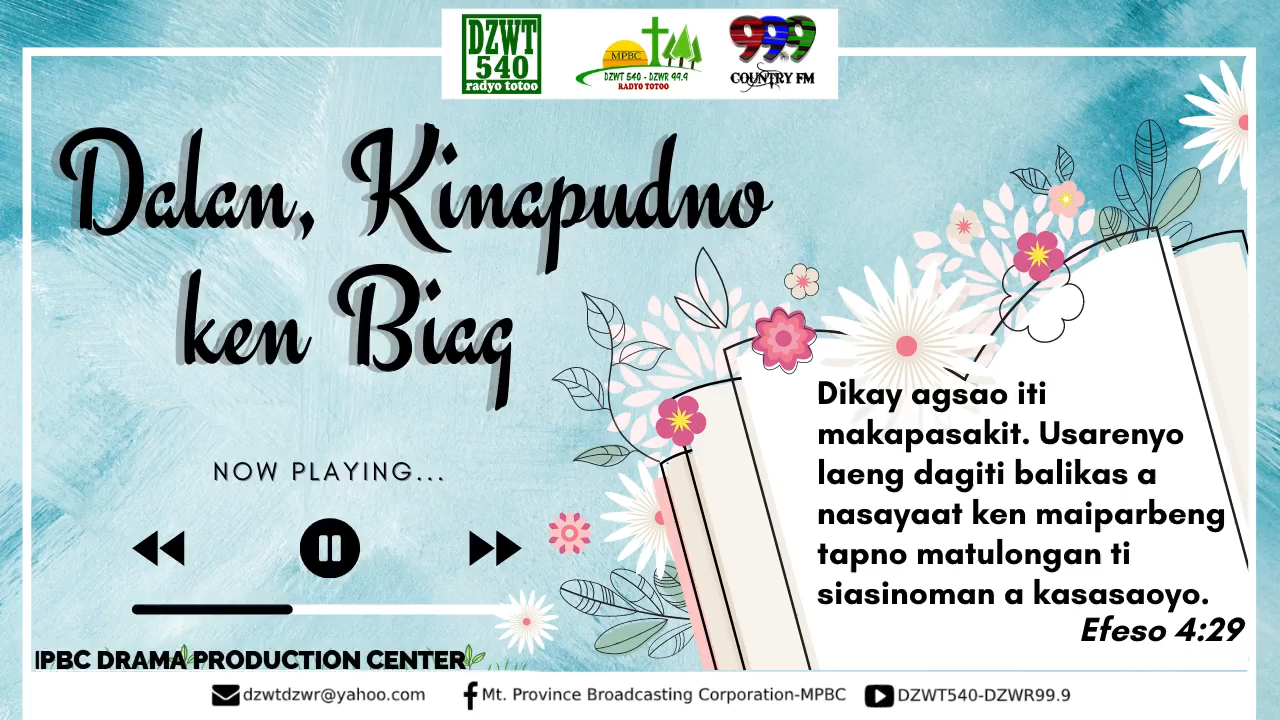 DZWT
540
radyo totoo
MPBC
DZWT 540 - DZWR 99.9
RADYO TOTOO
99.9
COUNTRY FM
Dalan, Kinapudno
ken Biag
NOW PLAYING...
Dikay agsao iti
makapasakit. Usarenyo
laeng dagiti balikas a
nasayaat ken maiparbeng
tapno matulongan ti
siasinoman a kasasaoyo.
Efeso 4:29
IPBC DRAMA PRODUCTION CENTER
dzwtdzwr@yahoo.com
Mt. Province Broadcasting Corporation-MPBC
DZWT540-DZWR99.9